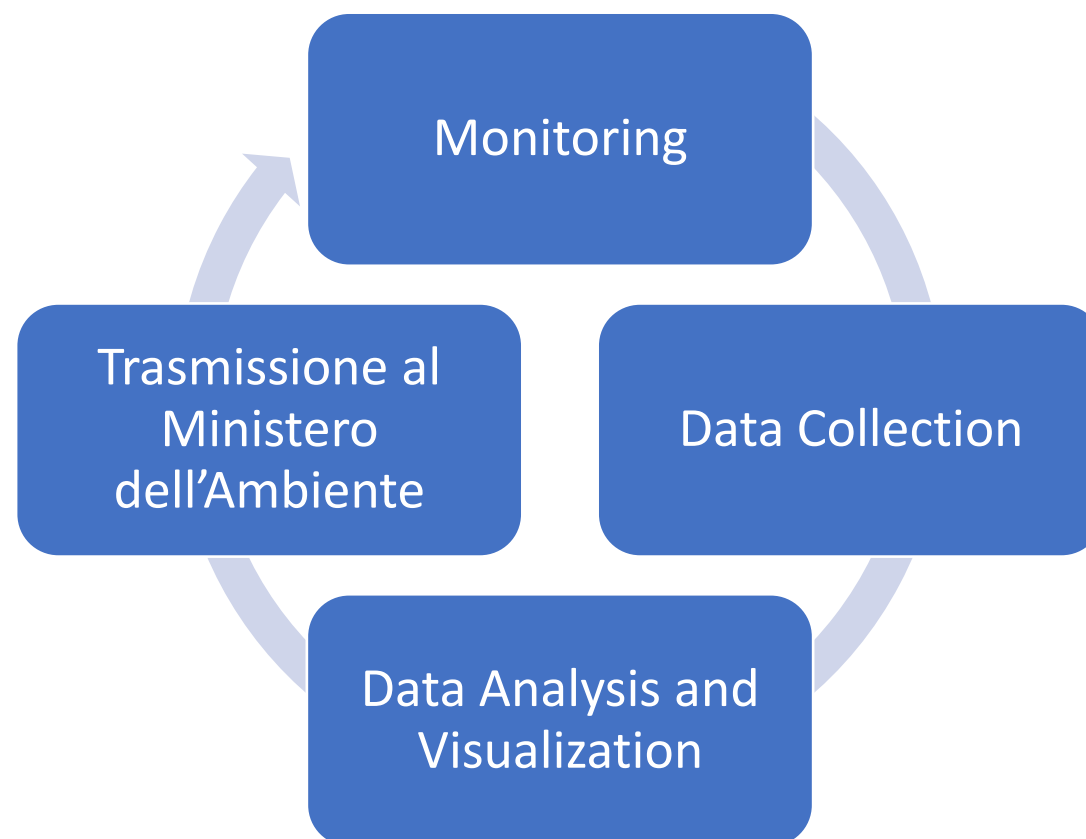 Monitoring
Trasmissione al
Ministero
dell’Ambiente
Data Collection
Data Analysis and
Visualization